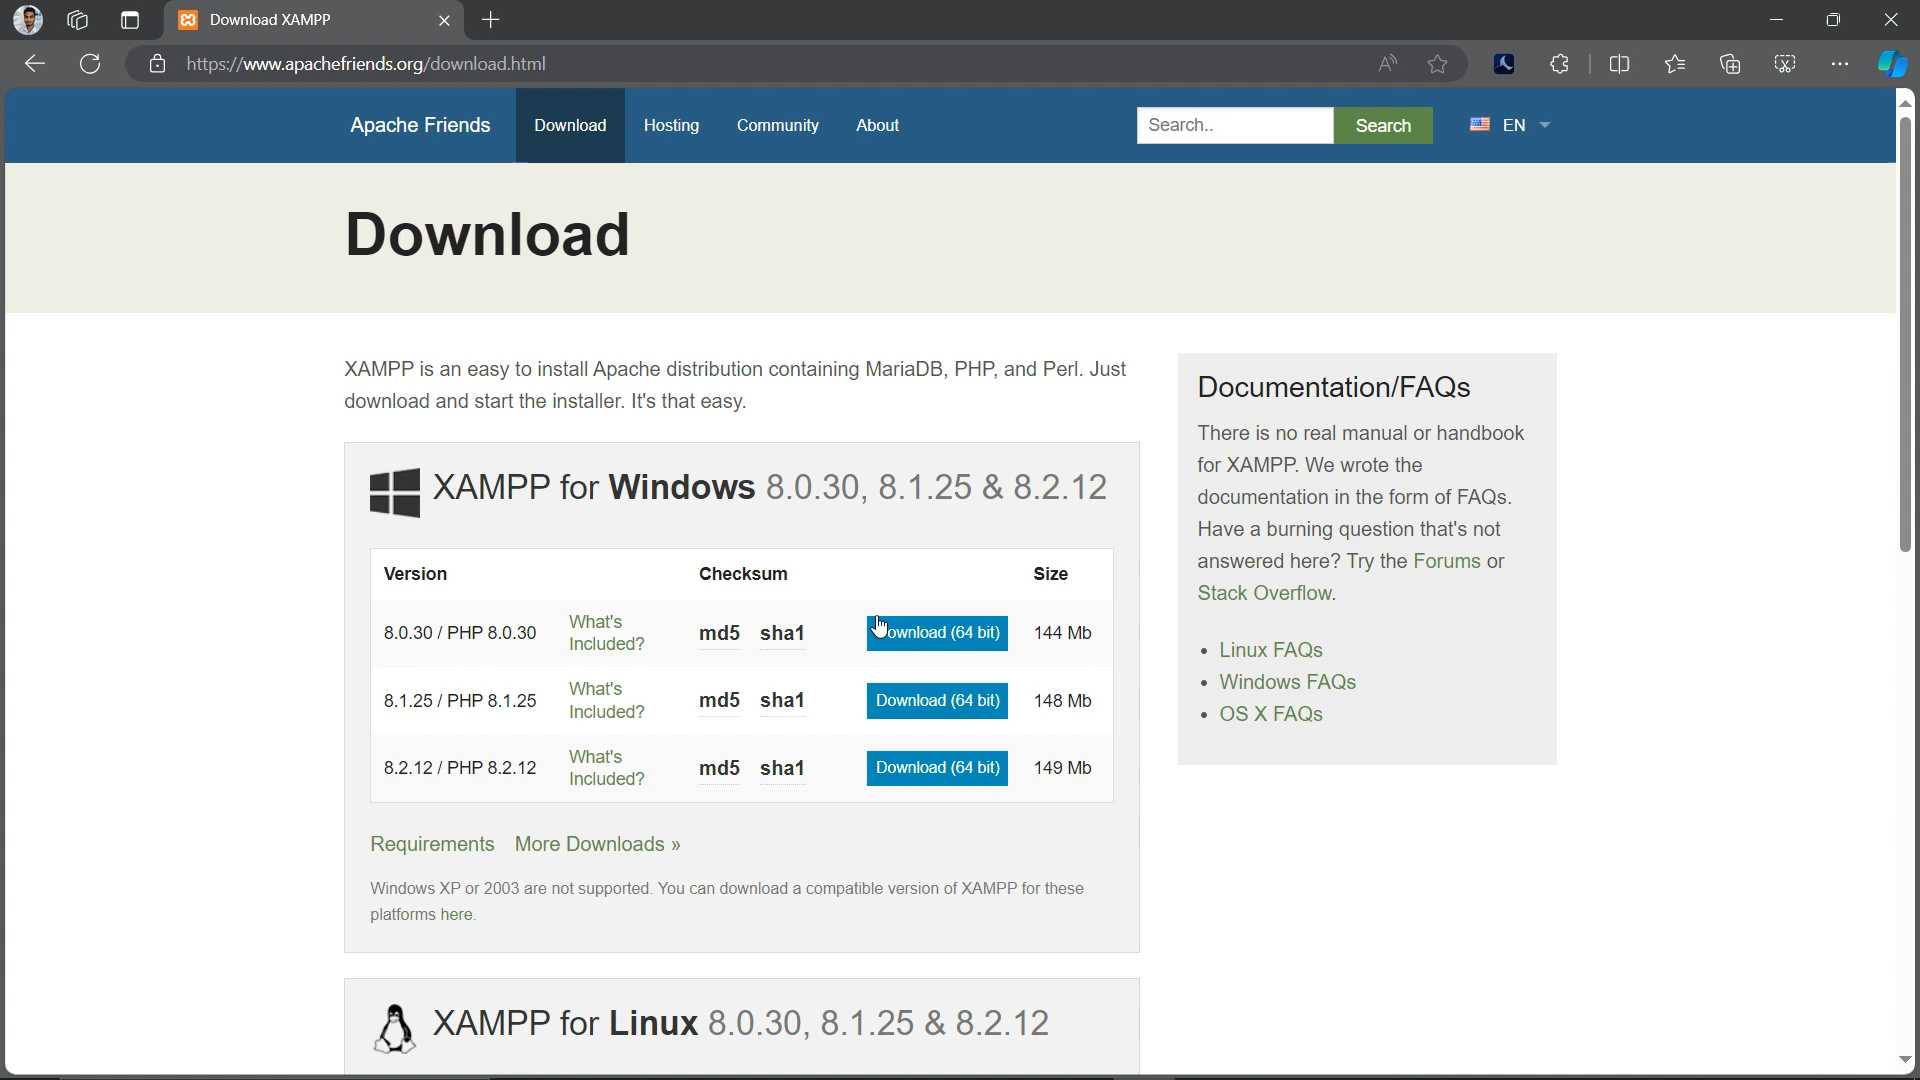 Download XAMPP
https://www.apachefriends.org/download.html
Apache Friends Download Hosting Community About Search.. Search EN
Download
XAMPP is an easy to install Apache distribution containing MariaDB, PHP, and Perl. Just
download and start the installer. It's that easy.
XAMPP for Windows 8.0.30, 8.1.25 & 8.2.12
Version Checksum Size
8.0.30 / PHP 8.0.30 What's Included? md5 sha1 Download (64 bit) 144 Mb
8.1.25 / PHP 8.1.25 What's Included? md5 sha1 Download (64 bit) 148 Mb
8.2.12 / PHP 8.2.12 What's Included? md5 sha1 Download (64 bit) 149 Mb
Requirements More Downloads »
Windows XP or 2003 are not supported. You can download a compatible version of XAMPP for these
platforms here.
XAMPP for Linux 8.0.30, 8.1.25 & 8.2.12
Documentation/FAQs
There is no real manual or handbook
for XAMPP. We wrote the
documentation in the form of FAQs.
Have a burning question that's not
answered here? Try the Forums or
Stack Overflow.
• Linux FAQs
• Windows FAQs
• OS X FAQs